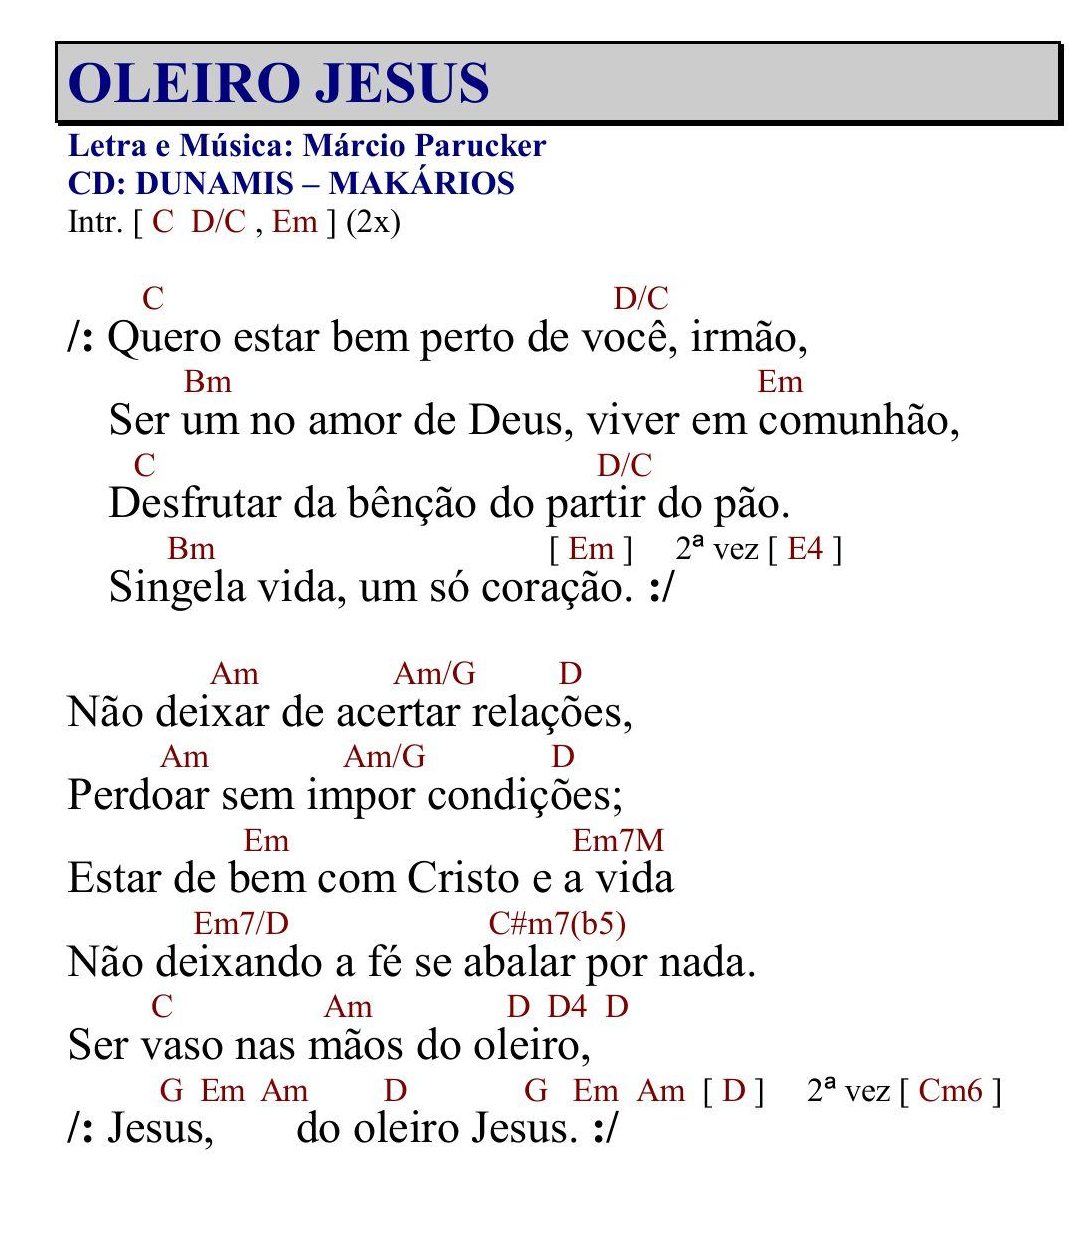 OLEIRO JESUS
Letra e Música: Márcio Parucker
CD: DUNAMIS – MAKÁRIOS
Intr. [ C  D/C , Em ] (2x)
C D/C
/: Quero estar bem perto de você, irmão,
Bm Em
Ser um no amor de Deus, viver em comunhão,
C D/C
Desfrutar da bênção do partir do pão.
Bm [ Em ] 2ª vez [ E4 ]
Singela vida, um só coração. :/
Am Am/G D
Não deixar de acertar relações,
Am Am/G D
Perdoar sem impor condições;
Em Em7M
Estar de bem com Cristo e a vida
Em7/D C#m7(b5)
Não deixando a fé se abalar por nada.
C Am D D4 D
Ser vaso nas mãos do oleiro,
G Em Am D G Em Am [ D ] 2ª vez [ Cm6 ]
/: Jesus, do oleiro Jesus. :/